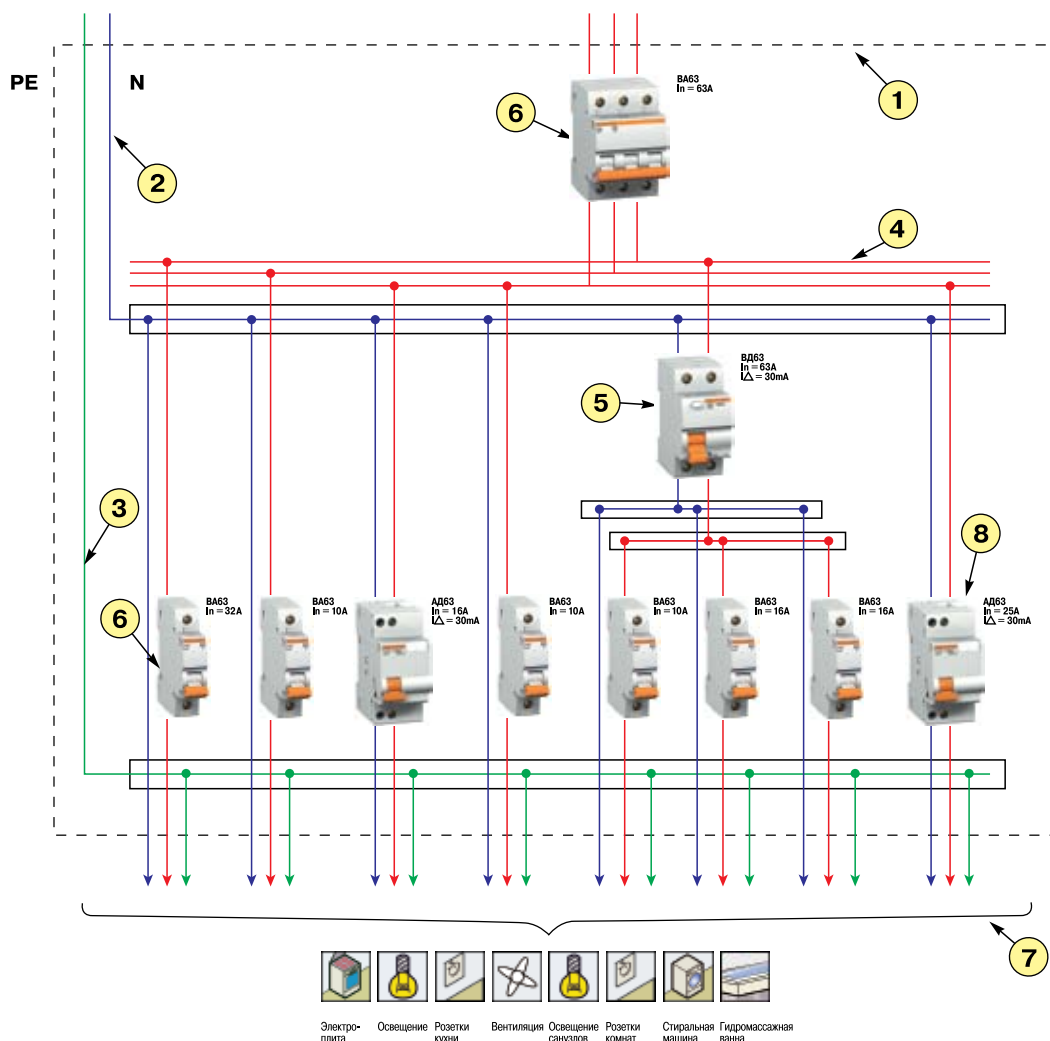 PE
N
ВА63
In = 63A
6
1
2
4
ВД63
In = 63A
I△ = 30mA
5
3
8
ВА63
In = 32A
ВА63
In = 10A
АД63
In = 16A
I△ = 30mA
ВА63
In = 10A
ВА63
In = 10A
ВА63
In = 16A
ВА63
In = 16A
АД63
In = 25A
I△ = 30mA
6
7
Электро-
плита
Освещение
Розетки
кухни
Вентиляция
Освещение
санузлов
Розетки
комнат
Стиральная
машина
Гидромассажная
ванна